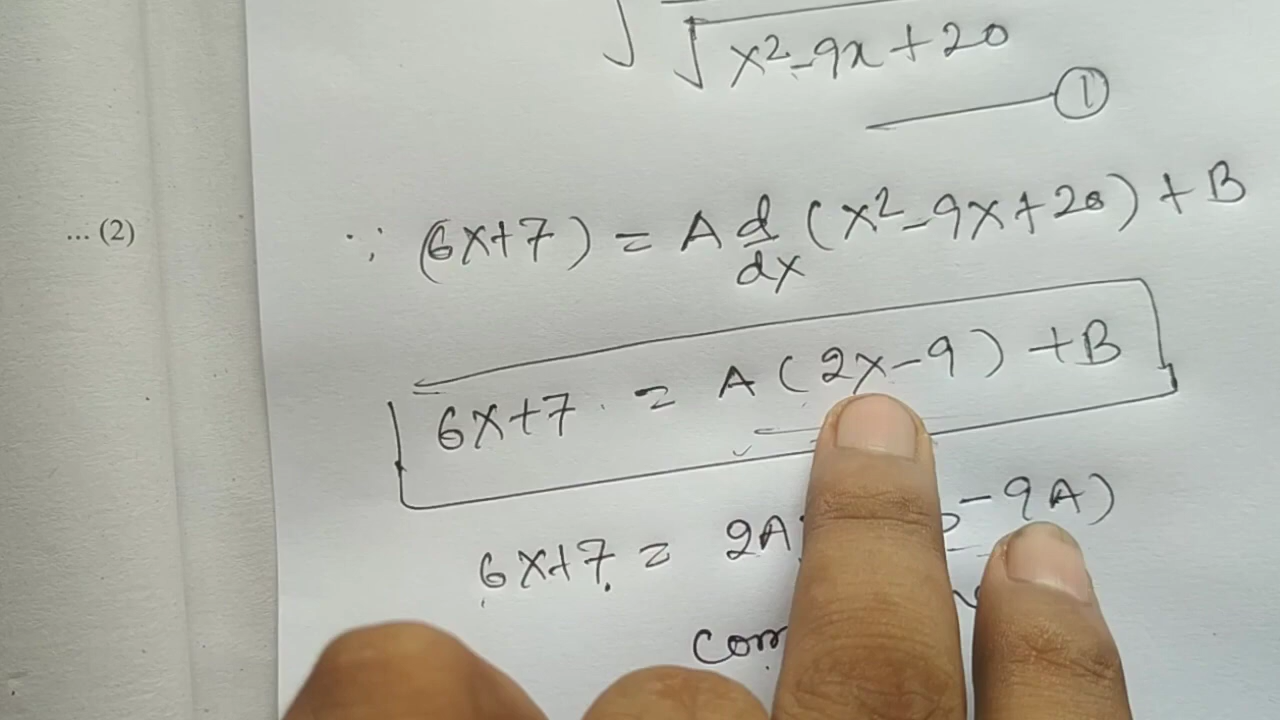 ∫ √x²-9x+20
①
... (2)
∵ (6x+7) = A d/dx (x²-9x+20) + B
6x+7 = A(2x-9) + B
6x+7 = 2A -9A)